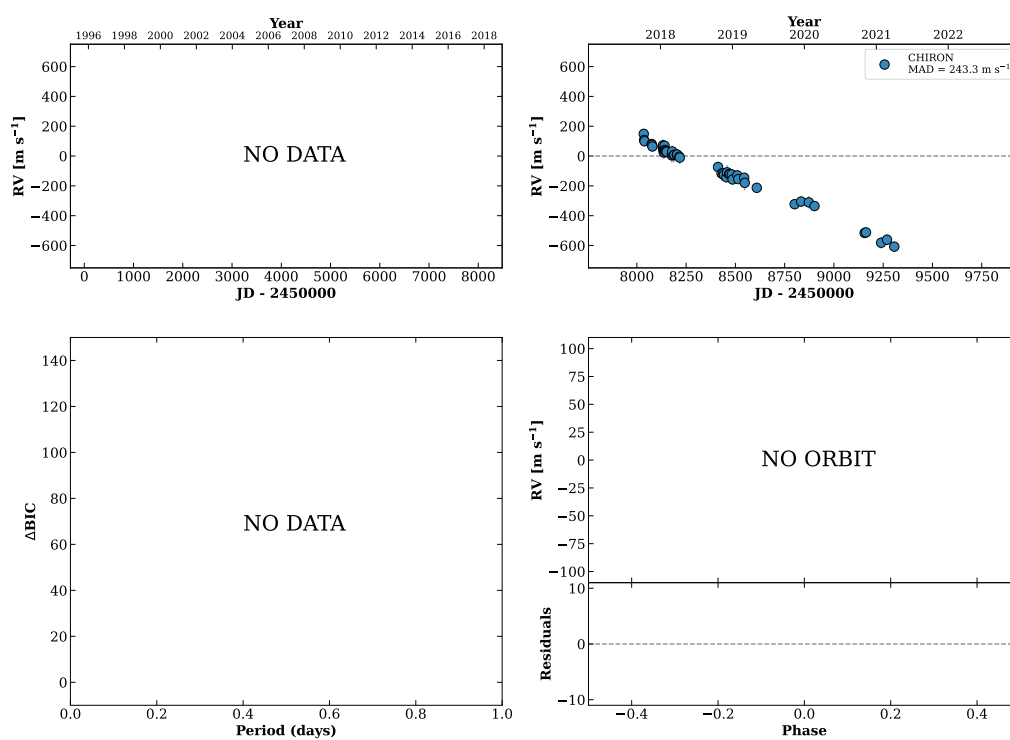 Year
1996 1998 2000 2002 2004 2006 2008 2010 2012 2014 2016 2018
600
400
200
0
−200
−400
−600
RV [m s⁻¹]
NO DATA
0 1000 2000 3000 4000 5000 6000 7000 8000
JD - 2450000
Year
2018 2019 2020 2021 2022
CHIRON
MAD = 243.3 m s⁻¹
600
400
200
0
−200
−400
−600
RV [m s⁻¹]
8000 8250 8500 8750 9000 9250 9500 9750
JD - 2450000
140
120
100
80
60
40
20
0
ΔBIC
NO DATA
0.0 0.2 0.4 0.6 0.8 1.0
Period (days)
100
75
50
25
0
−25
−50
−75
−100
RV [m s⁻¹]
NO ORBIT
10
0
−10
Residuals
−0.4 −0.2 0.0 0.2 0.4
Phase